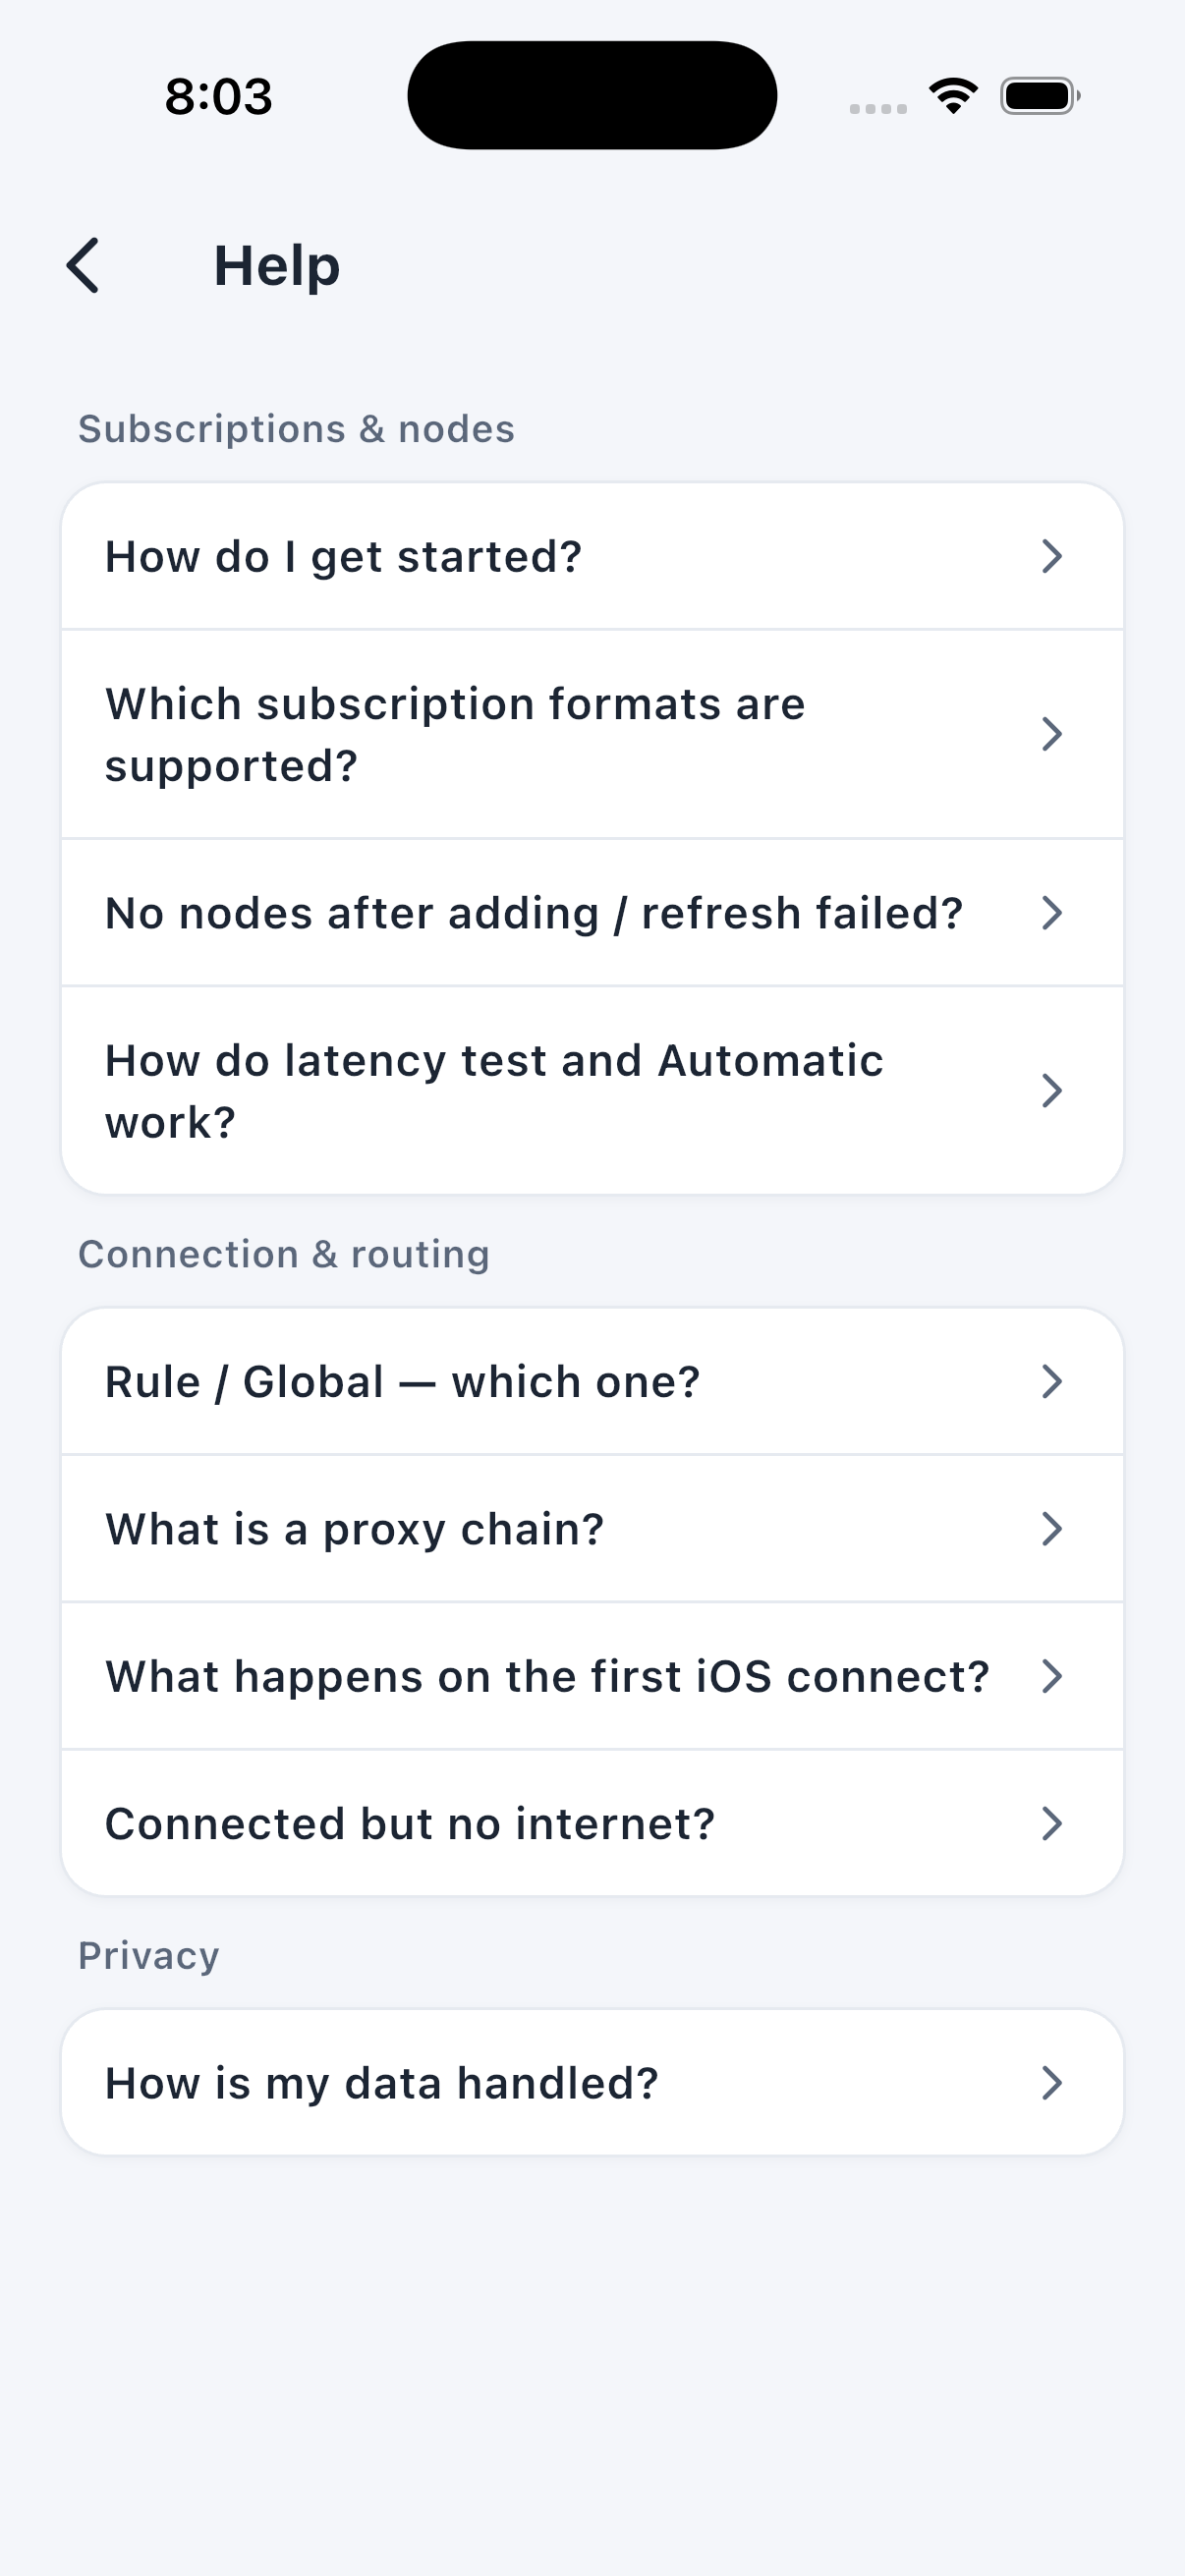 8:03
Help
Subscriptions & nodes
How do I get started?
Which subscription formats are
supported?
No nodes after adding / refresh failed?
How do latency test and Automatic
work?
Connection & routing
Rule / Global — which one?
What is a proxy chain?
What happens on the first iOS connect?
Connected but no internet?
Privacy
How is my data handled?